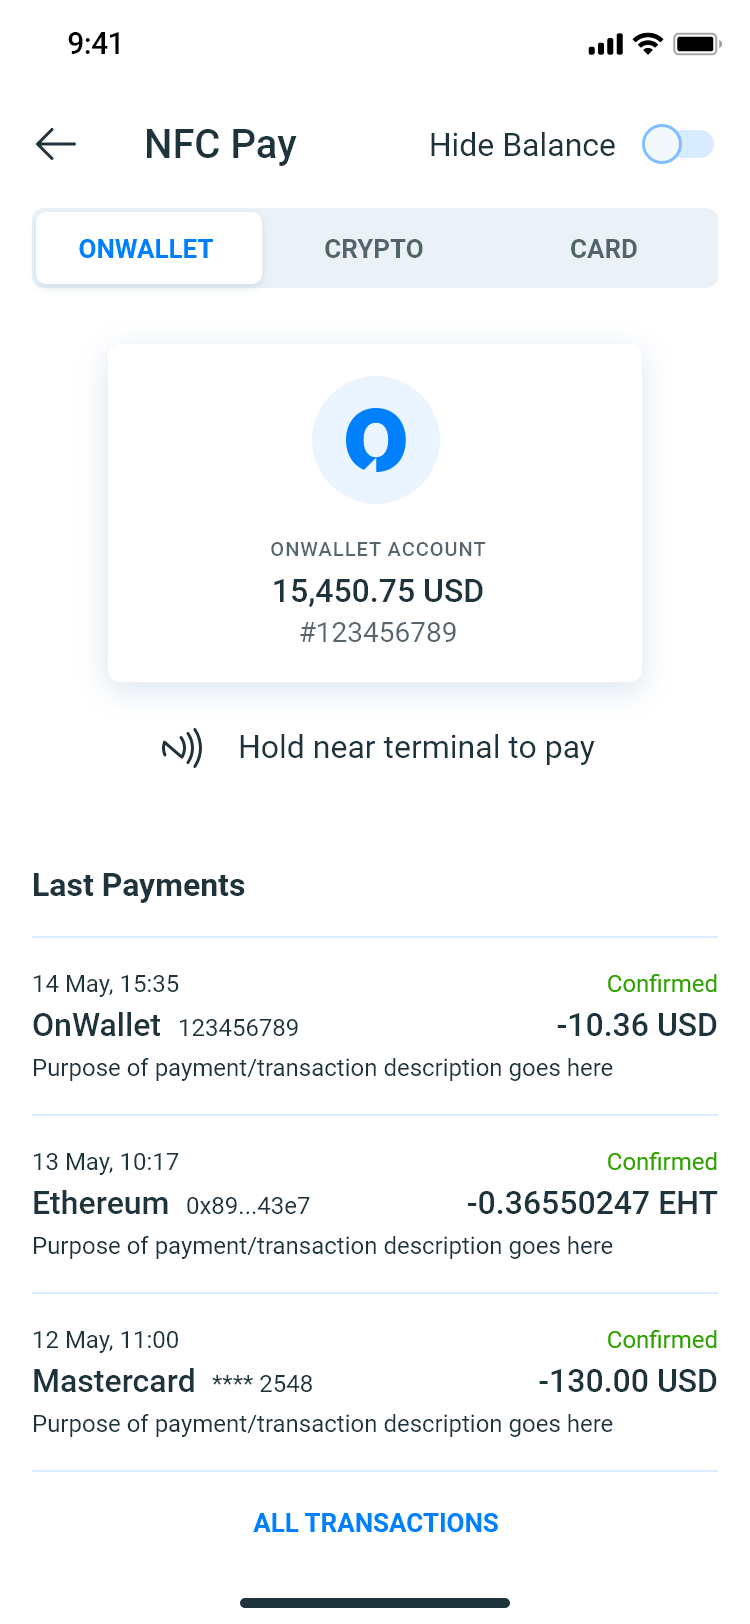 9:41
NFC Pay Hide Balance
ONWALLET CRYPTO CARD
ONWALLET ACCOUNT
15,450.75 USD
#123456789
Hold near terminal to pay
Last Payments
14 May, 15:35 Confirmed
OnWallet 123456789 -10.36 USD
Purpose of payment/transaction description goes here
13 May, 10:17 Confirmed
Ethereum 0x89...43e7 -0.36550247 EHT
Purpose of payment/transaction description goes here
12 May, 11:00 Confirmed
Mastercard **** 2548 -130.00 USD
Purpose of payment/transaction description goes here
ALL TRANSACTIONS